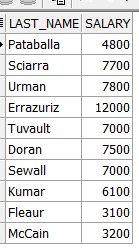 LAST_NAME SALARY
Pataballa 4800
Sciarra 7700
Urman 7800
Errazuriz 12000
Tuvault 7000
Doran 7500
Sewall 7000
Kumar 6100
Fleaur 3100
McCain 3200